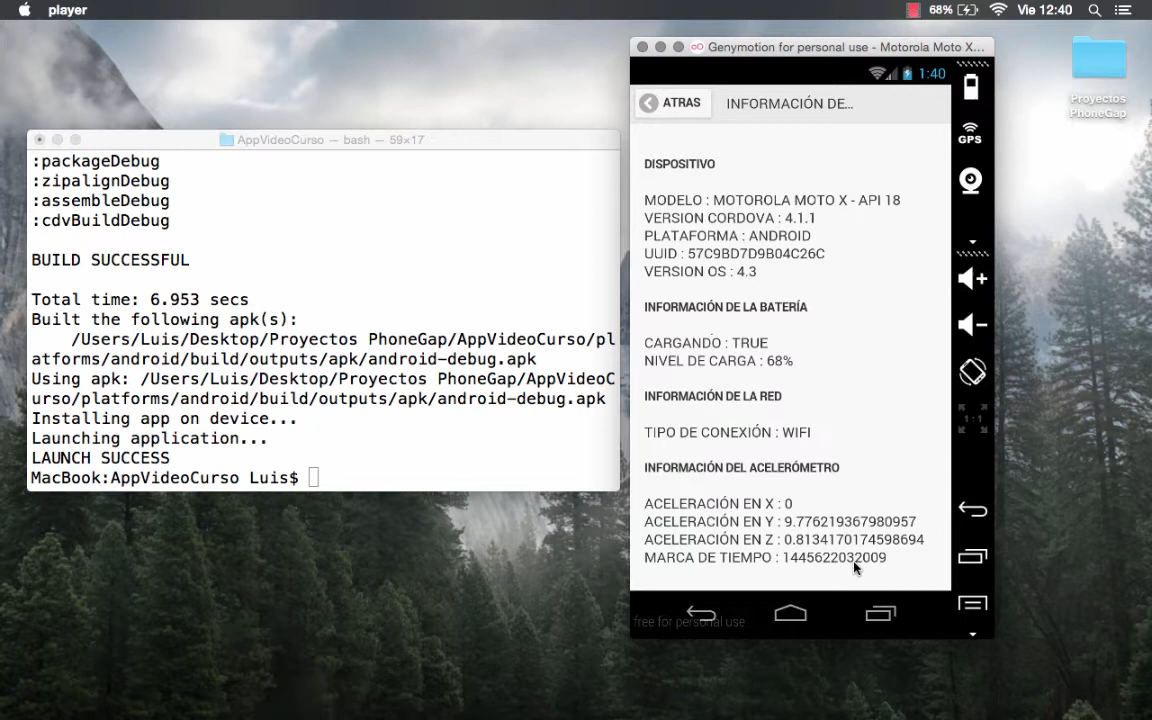 player
68%
Vie 12:40
AppVideoCurso — bash — 59×17
:packageDebug
:zipalignDebug
:assembleDebug
:cdvBuildDebug
BUILD SUCCESSFUL
Total time: 6.953 secs
Built the following apk(s):
/Users/Luis/Desktop/Proyectos PhoneGap/AppVideoCurso/pl
atforms/android/build/outputs/apk/android-debug.apk
Using apk: /Users/Luis/Desktop/Proyectos PhoneGap/AppVideoC
urso/platforms/android/build/outputs/apk/android-debug.apk
Installing app on device...
Launching application...
LAUNCH SUCCESS
MacBook:AppVideoCurso Luis$
Genymotion for personal use - Motorola Moto X...
1:40
ATRAS
INFORMACIÓN DE...
DISPOSITIVO
MODELO : MOTOROLA MOTO X - API 18
VERSION CORDOVA : 4.1.1
PLATAFORMA : ANDROID
UUID : 57C9BD7D9B04C26C
VERSION OS : 4.3
INFORMACIÓN DE LA BATERÍA
CARGANDO : TRUE
NIVEL DE CARGA : 68%
INFORMACIÓN DE LA RED
TIPO DE CONEXIÓN : WIFI
INFORMACIÓN DEL ACELERÓMETRO
ACELERACIÓN EN X : 0
ACELERACIÓN EN Y : 9.776219367980957
ACELERACIÓN EN Z : 0.8134170174598694
MARCA DE TIEMPO : 1445622032009
free for personal use
GPS
1:1
Proyectos
PhoneGap